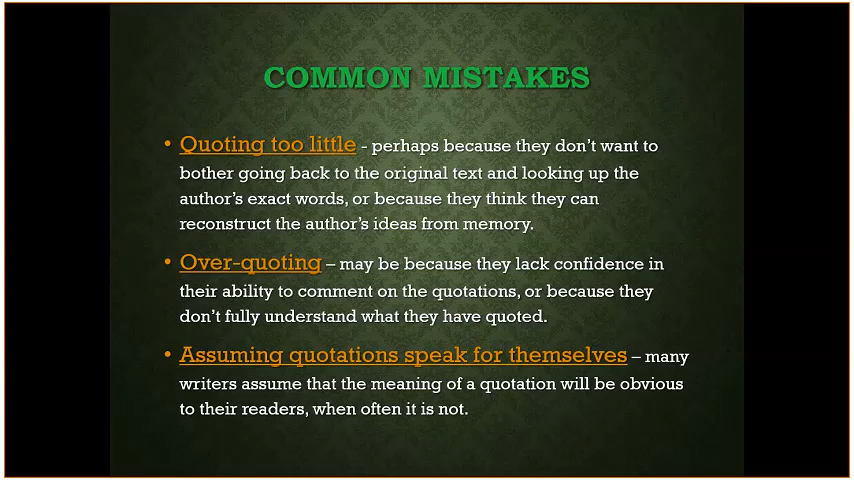 COMMON MISTAKES
• Quoting too little - perhaps because they don't want to
bother going back to the original text and looking up the
author's exact words, or because they think they can
reconstruct the author's ideas from memory.
• Over-quoting – may be because they lack confidence in
their ability to comment on the quotations, or because they
don't fully understand what they have quoted.
• Assuming quotations speak for themselves – many
writers assume that the meaning of a quotation will be obvious
to their readers, when often it is not.